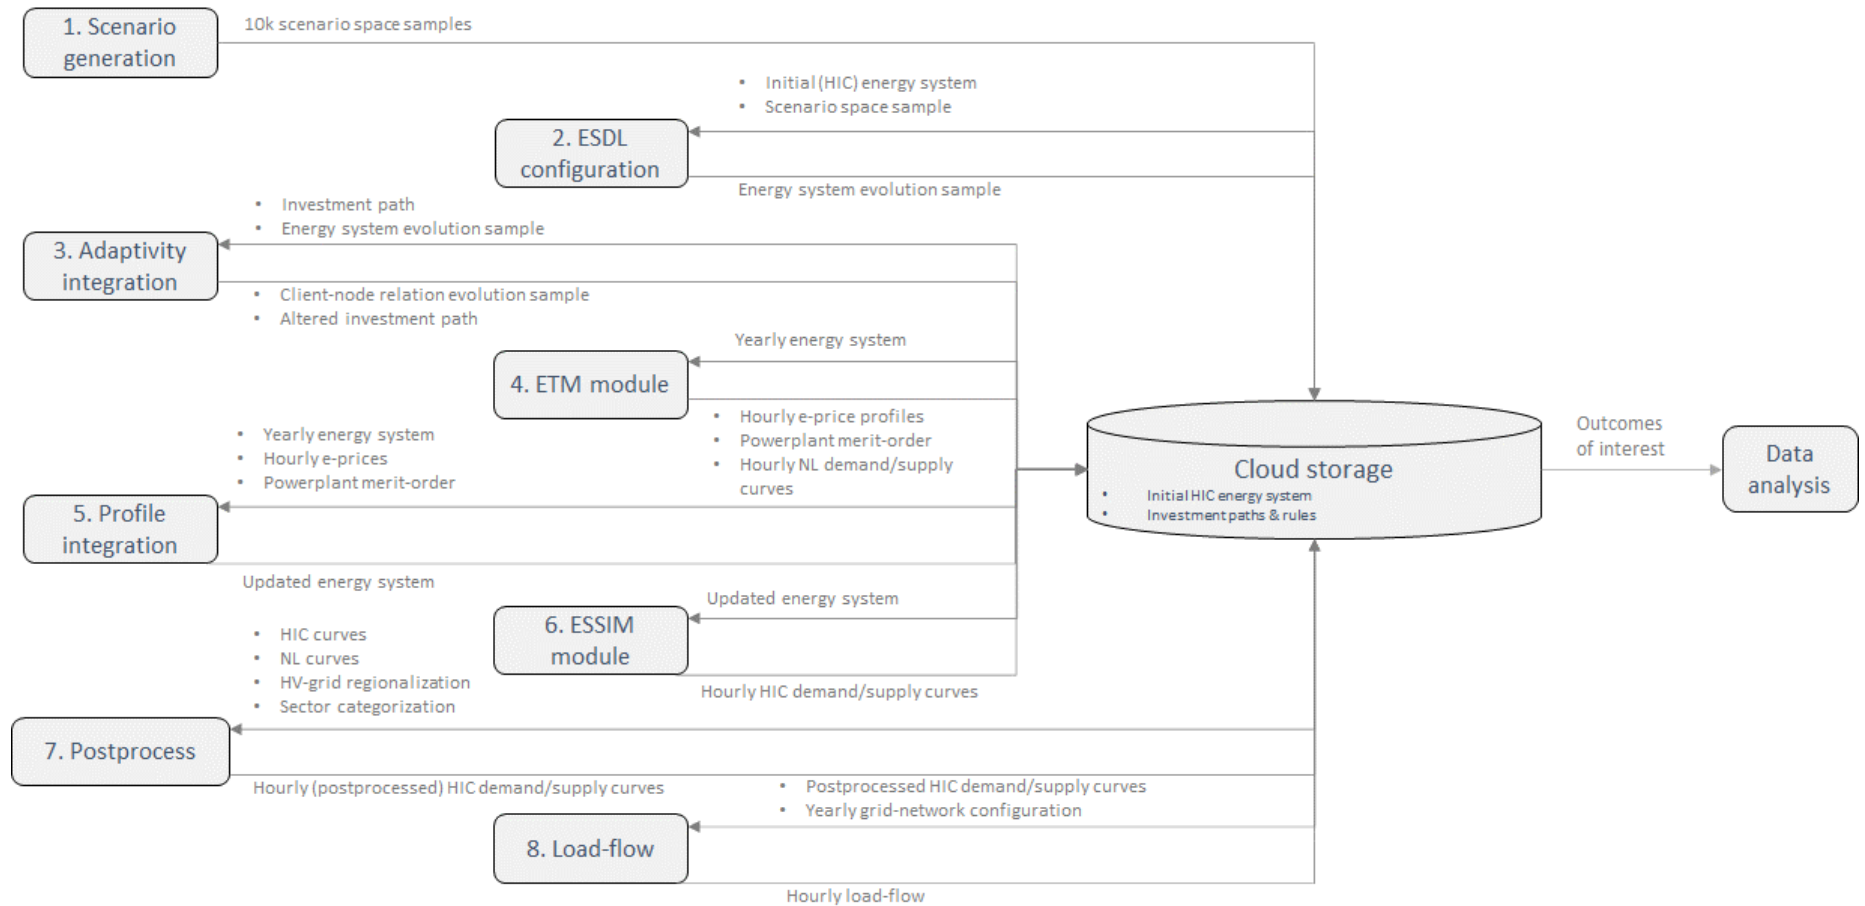 1. Scenario
generation
10k scenario space samples
• Initial (HIC) energy system
• Scenario space sample
2. ESDL
configuration
Energy system evolution sample
• Investment path
• Energy system evolution sample
3. Adaptivity
integration
• Client-node relation evolution sample
• Altered investment path
Yearly energy system
4. ETM module
• Hourly e-price profiles
• Powerplant merit-order
• Hourly NL demand/supply
curves
• Yearly energy system
• Hourly e-prices
• Powerplant merit-order
5. Profile
integration
Updated energy system
Updated energy system
6. ESSIM
module
Hourly HIC demand/supply curves
• HIC curves
• NL curves
• HV-grid regionalization
• Sector categorization
7. Postprocess
Hourly (postprocessed) HIC demand/supply curves
• Postprocessed HIC demand/supply curves
• Yearly grid-network configuration
8. Load-flow
Hourly load-flow
Cloud storage
• Initial HIC energy system
• Investment paths & rules
Outcomes
of interest
Data
analysis